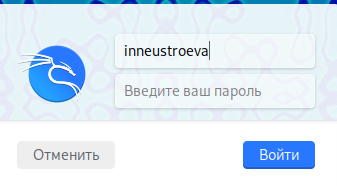 inneustroeva
Введите ваш пароль
Отменить
Войти